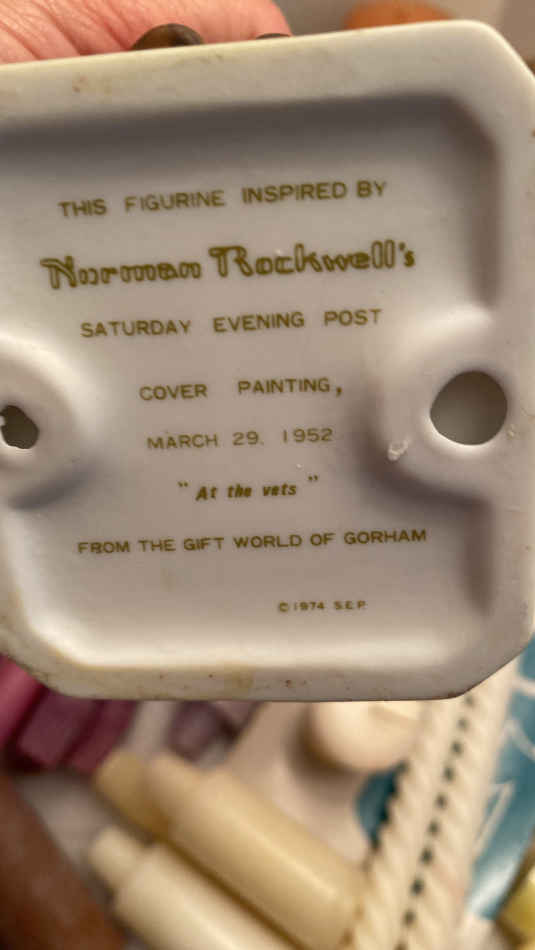 THIS FIGURINE INSPIRED BY
Norman Rockwell's
SATURDAY EVENING POST
COVER PAINTING,
MARCH 29, 1952
"At the vets"
FROM THE GIFT WORLD OF GORHAM
© 1974 S.E.P.